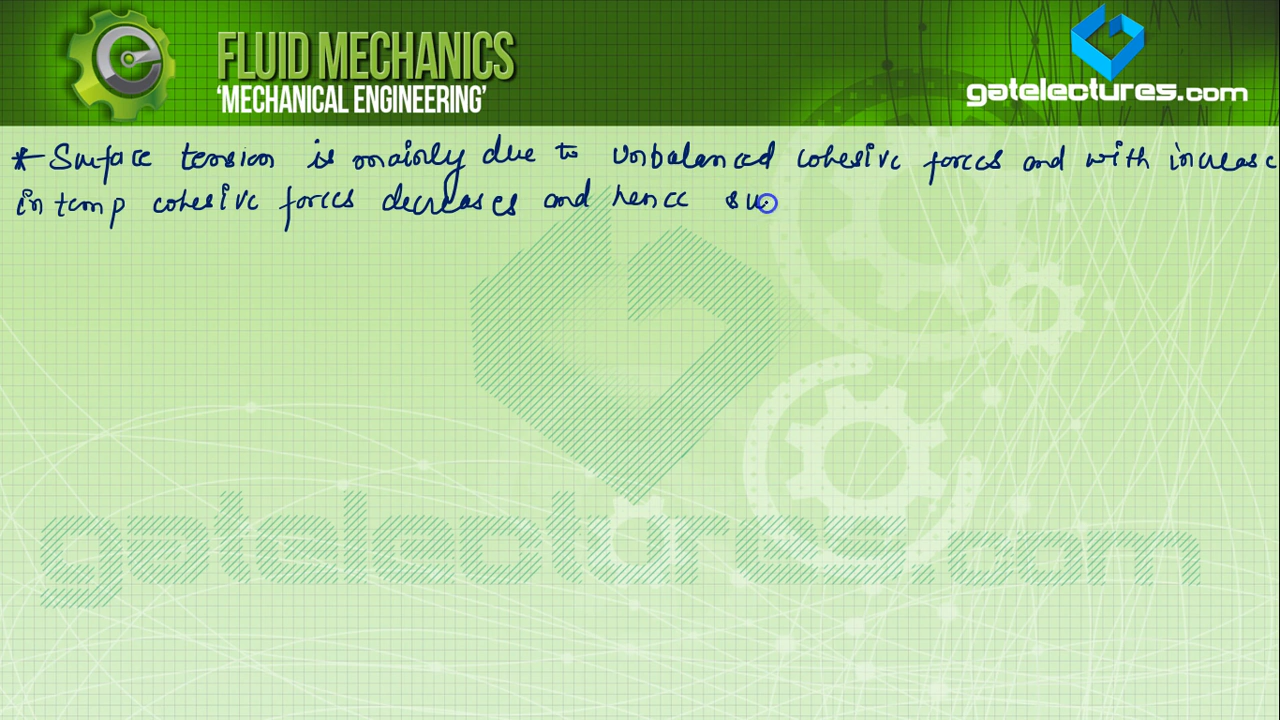 FLUID MECHANICS
'MECHANICAL ENGINEERING'
gatelectures.com
* Surface tension is mainly due to Unbalanced cohesive forces and with increase
in temp cohesive forces decreases and hence su
gatelectures.com